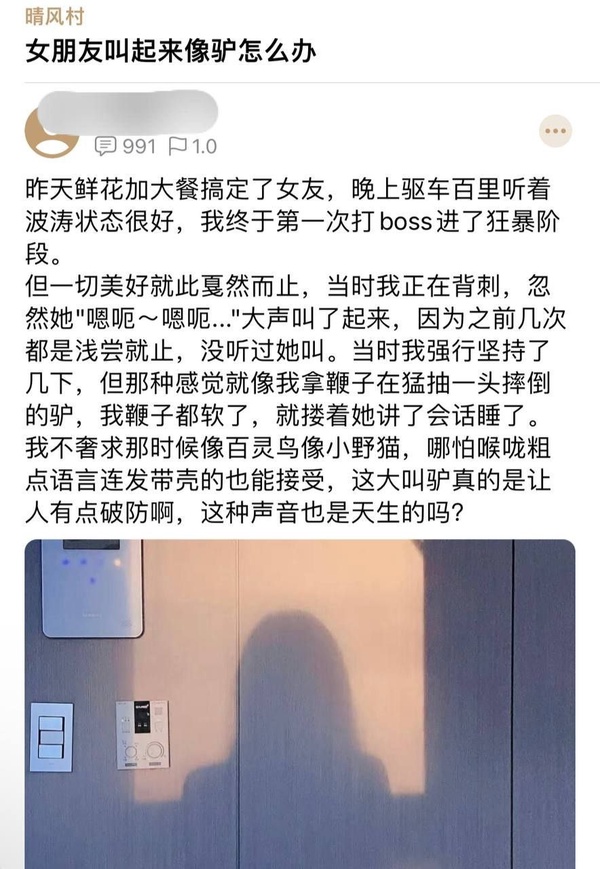 晴风村
女朋友叫起来像驴怎么办
991 1.0
昨天鲜花加大餐搞定了女友，晚上驱车百里听着
波涛状态很好，我终于第一次打boss进了狂暴阶
段。
但一切美好就此戛然而止，当时我正在背刺，忽
然她"嗯呃～嗯呃..."大声叫了起来，因为之前几次
都是浅尝就止，没听过她叫。当时我强行坚持了
几下，但那种感觉就像我拿鞭子在猛抽一头摔倒
的驴，我鞭子都软了，就搂着她讲了会话睡了。
我不奢求那时候像百灵鸟像小野猫，哪怕喉咙粗
点语言连发带壳的也能接受，这大叫驴真的是让
人有点破防啊，这种声音也是天生的吗？